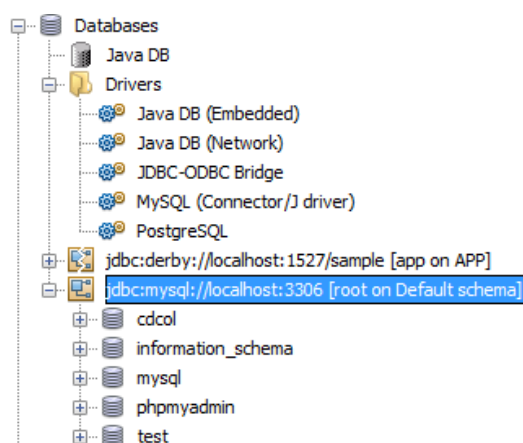 Databases
Java DB
Drivers
Java DB (Embedded)
Java DB (Network)
JDBC-ODBC Bridge
MySQL (Connector/J driver)
PostgreSQL
jdbc:derby://localhost:1527/sample [app on APP]
jdbc:mysql://localhost:3306 [root on Default schema]
cdcol
information_schema
mysql
phpmyadmin
test